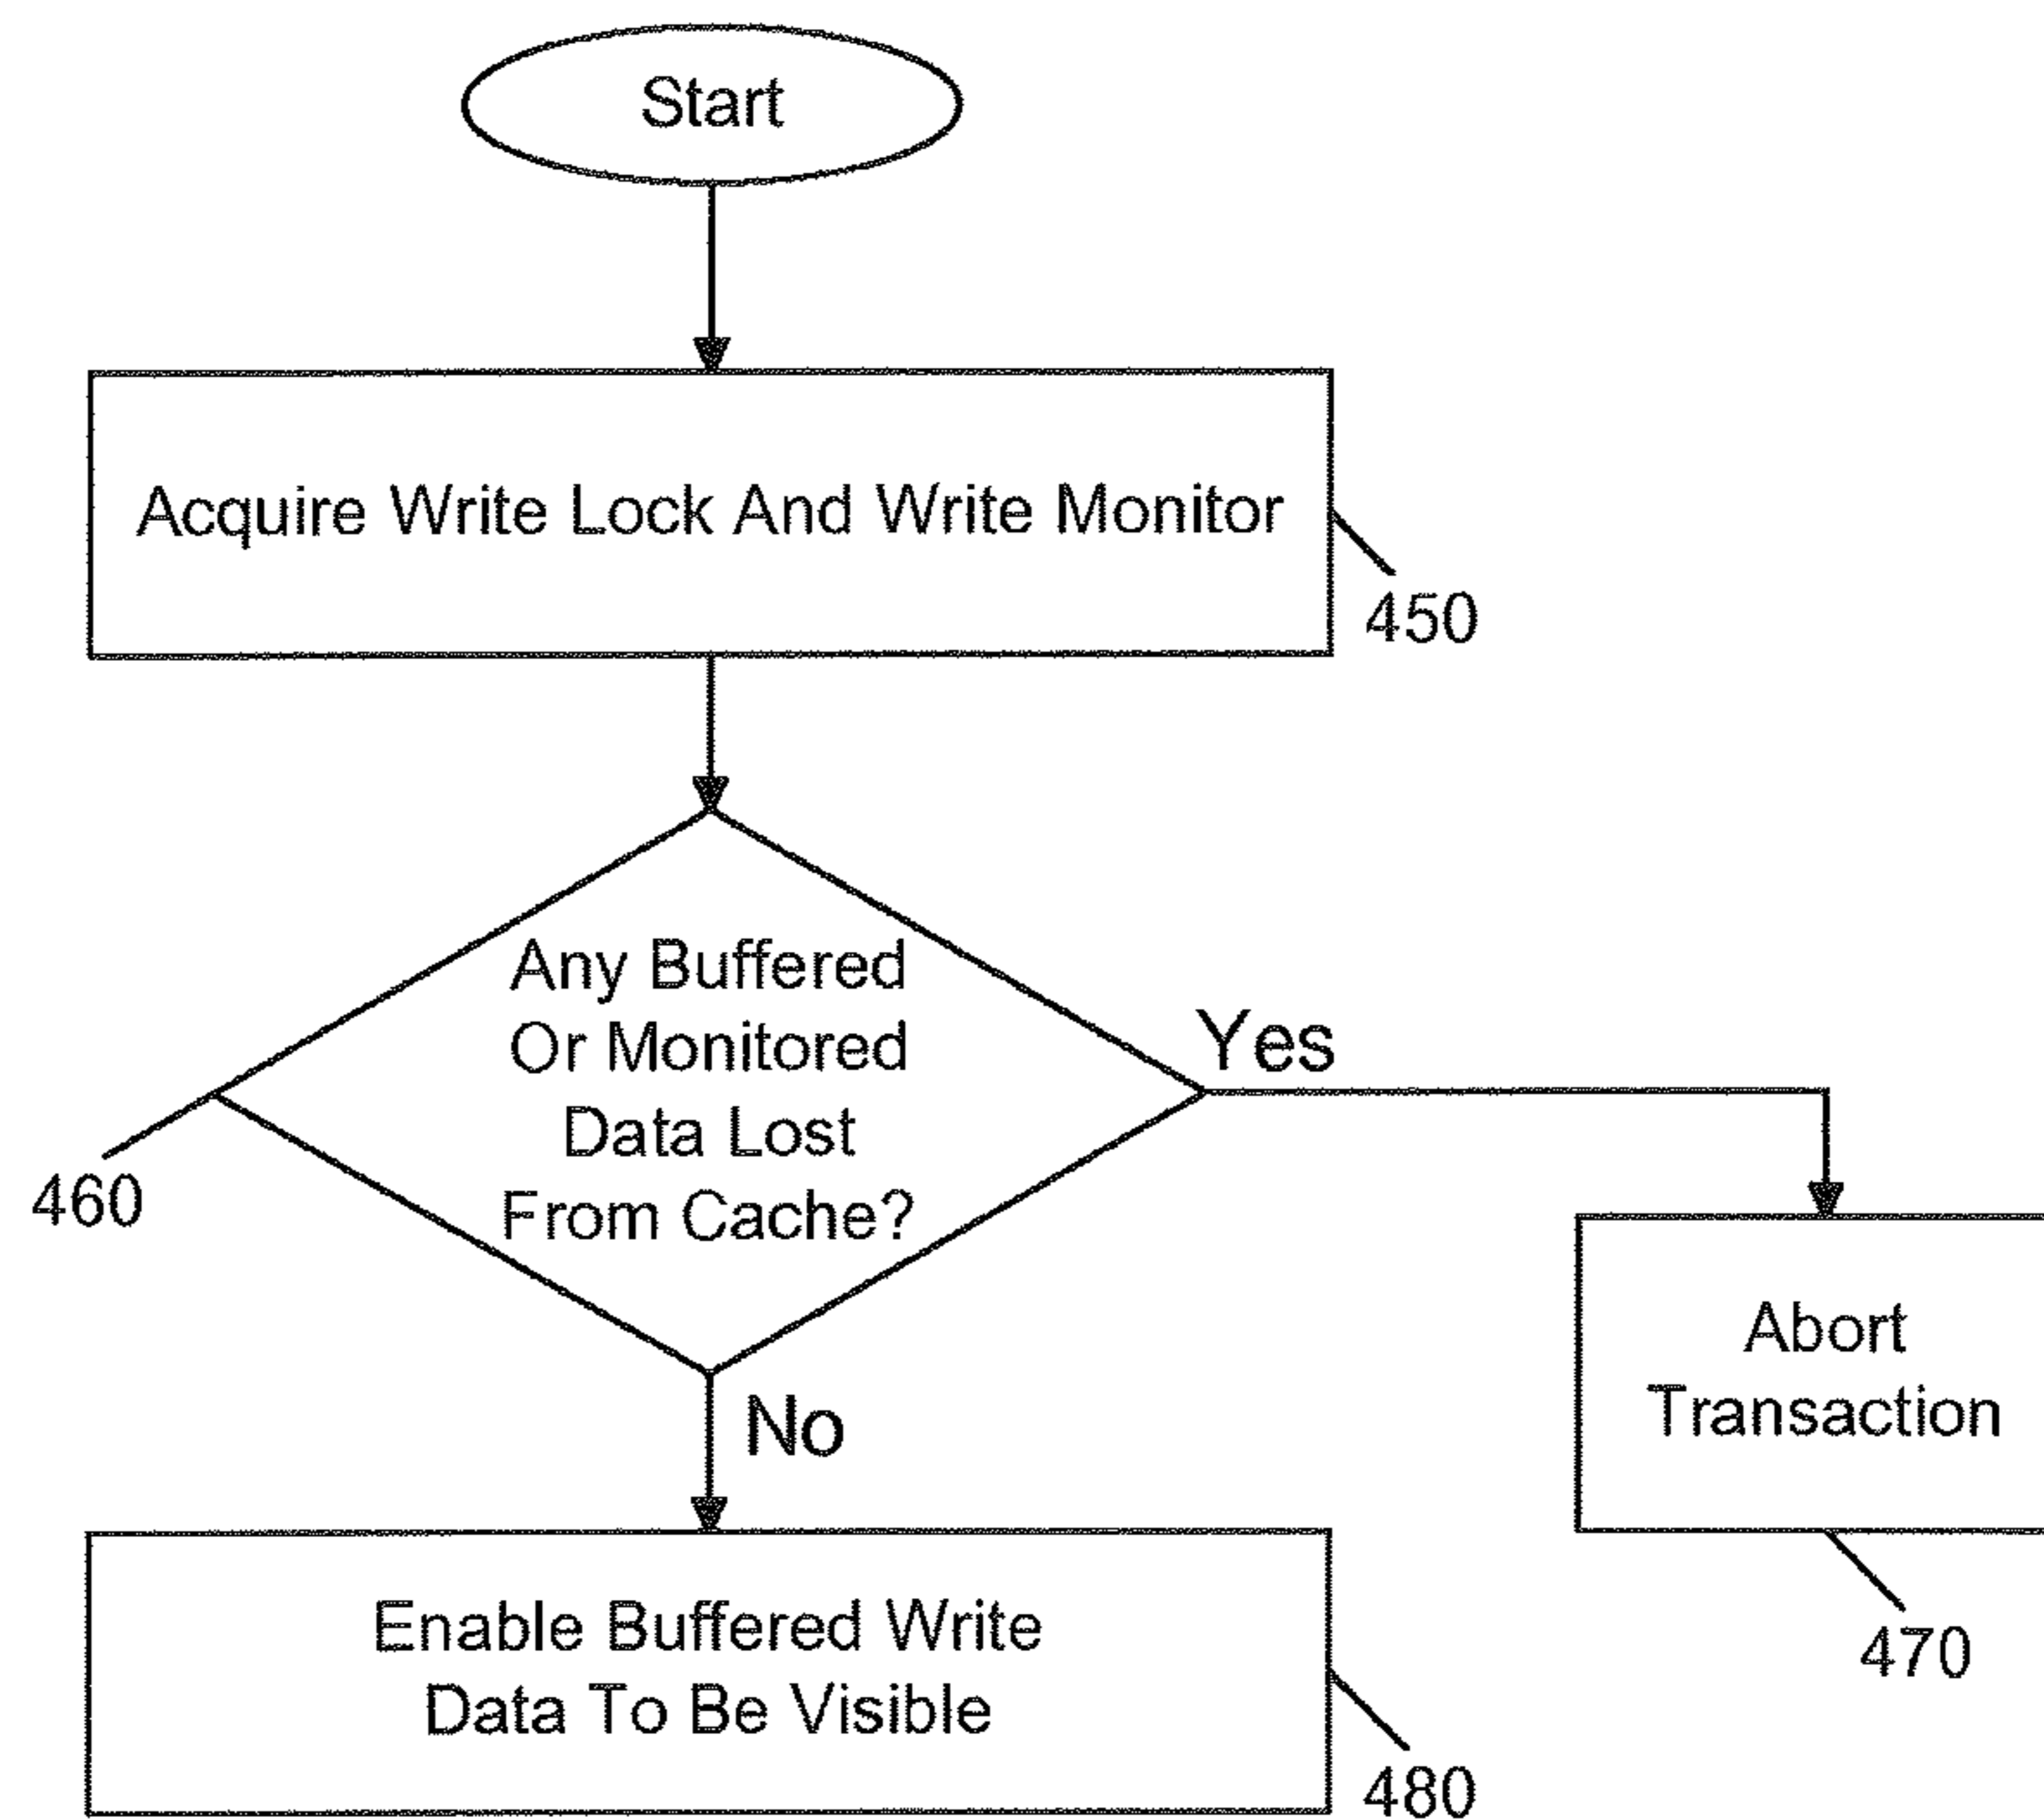 Start
Acquire Write Lock And Write Monitor
450
Any Buffered
Or Monitored
Data Lost
From Cache?
Yes
460
Abort
Transaction
No
470
Enable Buffered Write
Data To Be Visible
480